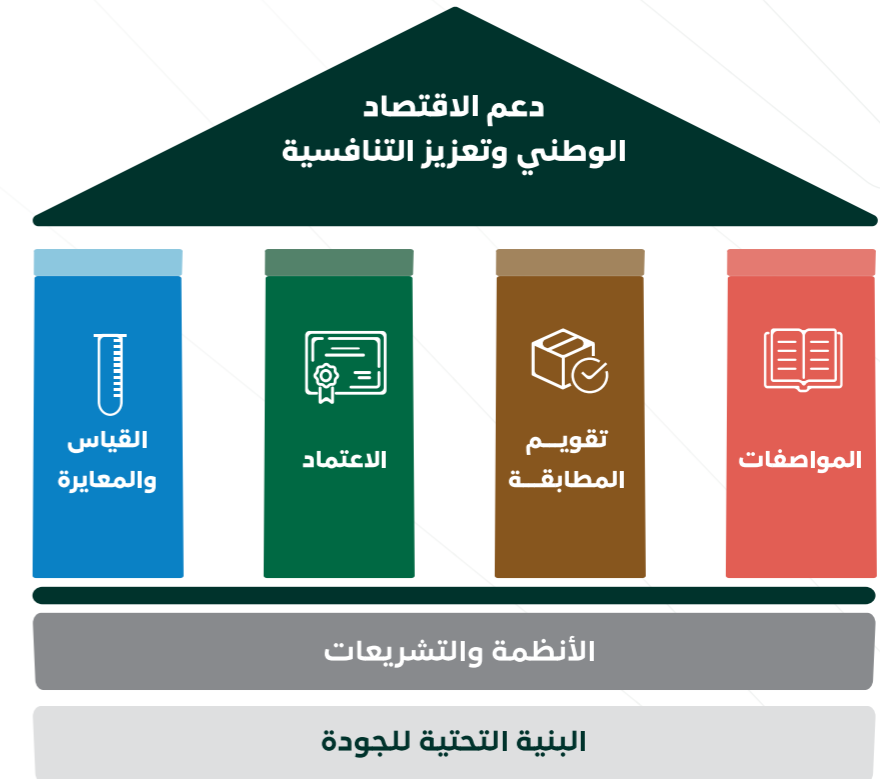 دعم الاقتصاد
الوطني وتعزيز التنافسية
المواصفات
تقويـــم
المطابقـــة
الاعتماد
القياس
والمعايرة
الأنظمة والتشريعات
البنية التحتية للجودة